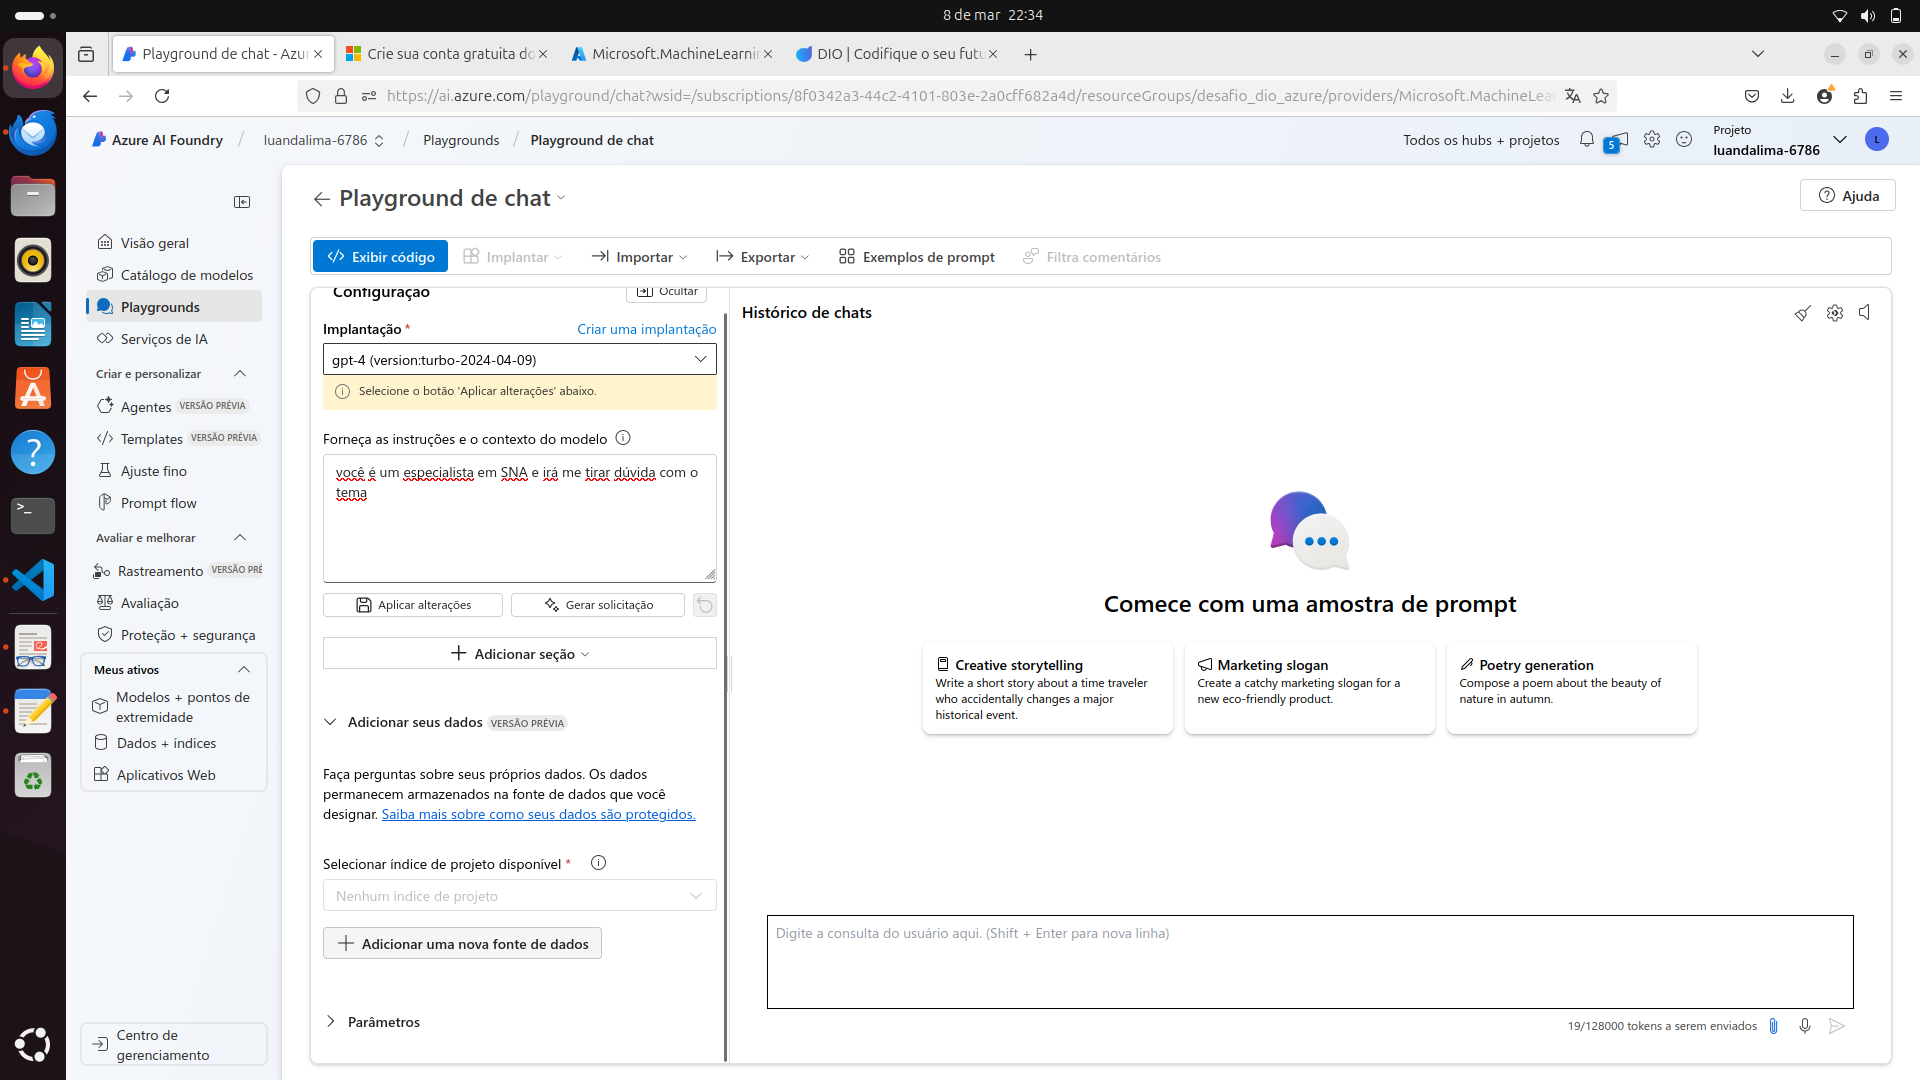 8 de mar 22:34
Playground de chat - Azur
Crie sua conta gratuita do
Microsoft.MachineLearnin
DIO | Codifique o seu futu
https://ai.azure.com/playground/chat?wsid=/subscriptions/8f0342a3-44c2-4101-803e-2a0cff682a4d/resourceGroups/desafio_dio_azure/providers/Microsoft.MachineLear
Azure AI Foundry / luandalima-6786 / Playgrounds / Playground de chat
Todos os hubs + projetos
5
Projeto
luandalima-6786
L
Playground de chat
Ajuda
Exibir código
Implantar
Importar
Exportar
Exemplos de prompt
Filtra comentários
Visão geral
Catálogo de modelos
Playgrounds
Serviços de IA
Criar e personalizar
Agentes VERSÃO PRÉVIA
Templates VERSÃO PRÉVIA
Ajuste fino
Prompt flow
Avaliar e melhorar
Rastreamento VERSÃO PRÉ
Avaliação
Proteção + segurança
Meus ativos
Modelos + pontos de
extremidade
Dados + índices
Aplicativos Web
Centro de
gerenciamento
Configuração
Ocultar
Implantação *
Criar uma implantação
gpt-4 (version:turbo-2024-04-09)
Selecione o botão 'Aplicar alterações' abaixo.
Forneça as instruções e o contexto do modelo
você é um especialista em SNA e irá me tirar dúvida com o
tema
Aplicar alterações
Gerar solicitação
Adicionar seção
Adicionar seus dados VERSÃO PRÉVIA
Faça perguntas sobre seus próprios dados. Os dados
permanecem armazenados na fonte de dados que você
designar. Saiba mais sobre como seus dados são protegidos.
Selecionar índice de projeto disponível *
Nenhum índice de projeto
Adicionar uma nova fonte de dados
Parâmetros
Histórico de chats
Comece com uma amostra de prompt
Creative storytelling
Write a short story about a time traveler
who accidentally changes a major
historical event.
Marketing slogan
Create a catchy marketing slogan for a
new eco-friendly product.
Poetry generation
Compose a poem about the beauty of
nature in autumn.
Digite a consulta do usuário aqui. (Shift + Enter para nova linha)
19/128000 tokens a serem enviados